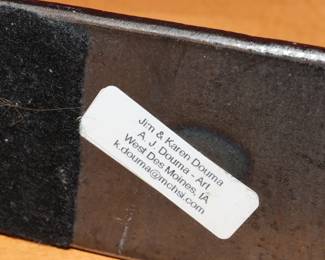 Jim & Karen Douma
A. J. Douma - Art
West Des Moines, IA
k.douma@mchsi.com